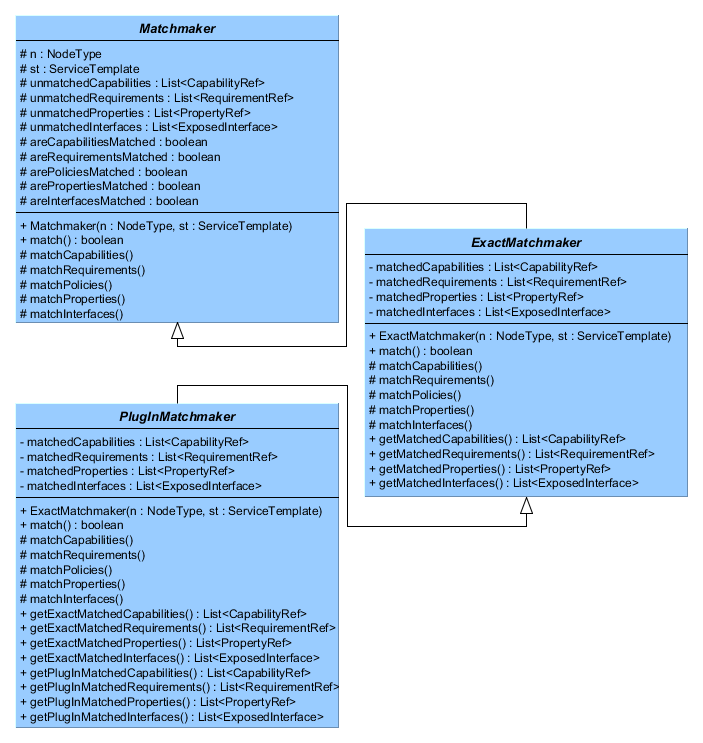 Matchmaker
# n : NodeType
# st : ServiceTemplate
# unmatchedCapabilities : List<CapabilityRef>
# unmatchedRequirements : List<RequirementRef>
# unmatchedProperties : List<PropertyRef>
# unmatchedInterfaces : List<ExposedInterface>
# areCapabilitiesMatched : boolean
# areRequirementsMatched : boolean
# arePoliciesMatched : boolean
# arePropertiesMatched : boolean
# areInterfacesMatched : boolean
+ Matchmaker(n : NodeType, st : ServiceTemplate)
+ match() : boolean
# matchCapabilities()
# matchRequirements()
# matchPolicies()
# matchProperties()
# matchInterfaces()
ExactMatchmaker
- matchedCapabilities : List<CapabilityRef>
- matchedRequirements : List<RequirementRef>
- matchedProperties : List<PropertyRef>
- matchedInterfaces : List<ExposedInterface>
+ ExactMatchmaker(n : NodeType, st : ServiceTemplate)
+ match() : boolean
# matchCapabilities()
# matchRequirements()
# matchPolicies()
# matchProperties()
# matchInterfaces()
+ getMatchedCapabilities() : List<CapabilityRef>
+ getMatchedRequirements() : List<RequirementRef>
+ getMatchedProperties() : List<PropertyRef>
+ getMatchedInterfaces() : List<ExposedInterface>
PlugInMatchmaker
- matchedCapabilities : List<CapabilityRef>
- matchedRequirements : List<RequirementRef>
- matchedProperties : List<PropertyRef>
- matchedInterfaces : List<ExposedInterface>
+ ExactMatchmaker(n : NodeType, st : ServiceTemplate)
+ match() : boolean
# matchCapabilities()
# matchRequirements()
# matchPolicies()
# matchProperties()
# matchInterfaces()
+ getExactMatchedCapabilities() : List<CapabilityRef>
+ getExactMatchedRequirements() : List<RequirementRef>
+ getExactMatchedProperties() : List<PropertyRef>
+ getExactMatchedInterfaces() : List<ExposedInterface>
+ getPlugInMatchedCapabilities() : List<CapabilityRef>
+ getPlugInMatchedRequirements() : List<RequirementRef>
+ getPlugInMatchedProperties() : List<PropertyRef>
+ getPlugInMatchedInterfaces() : List<ExposedInterface>